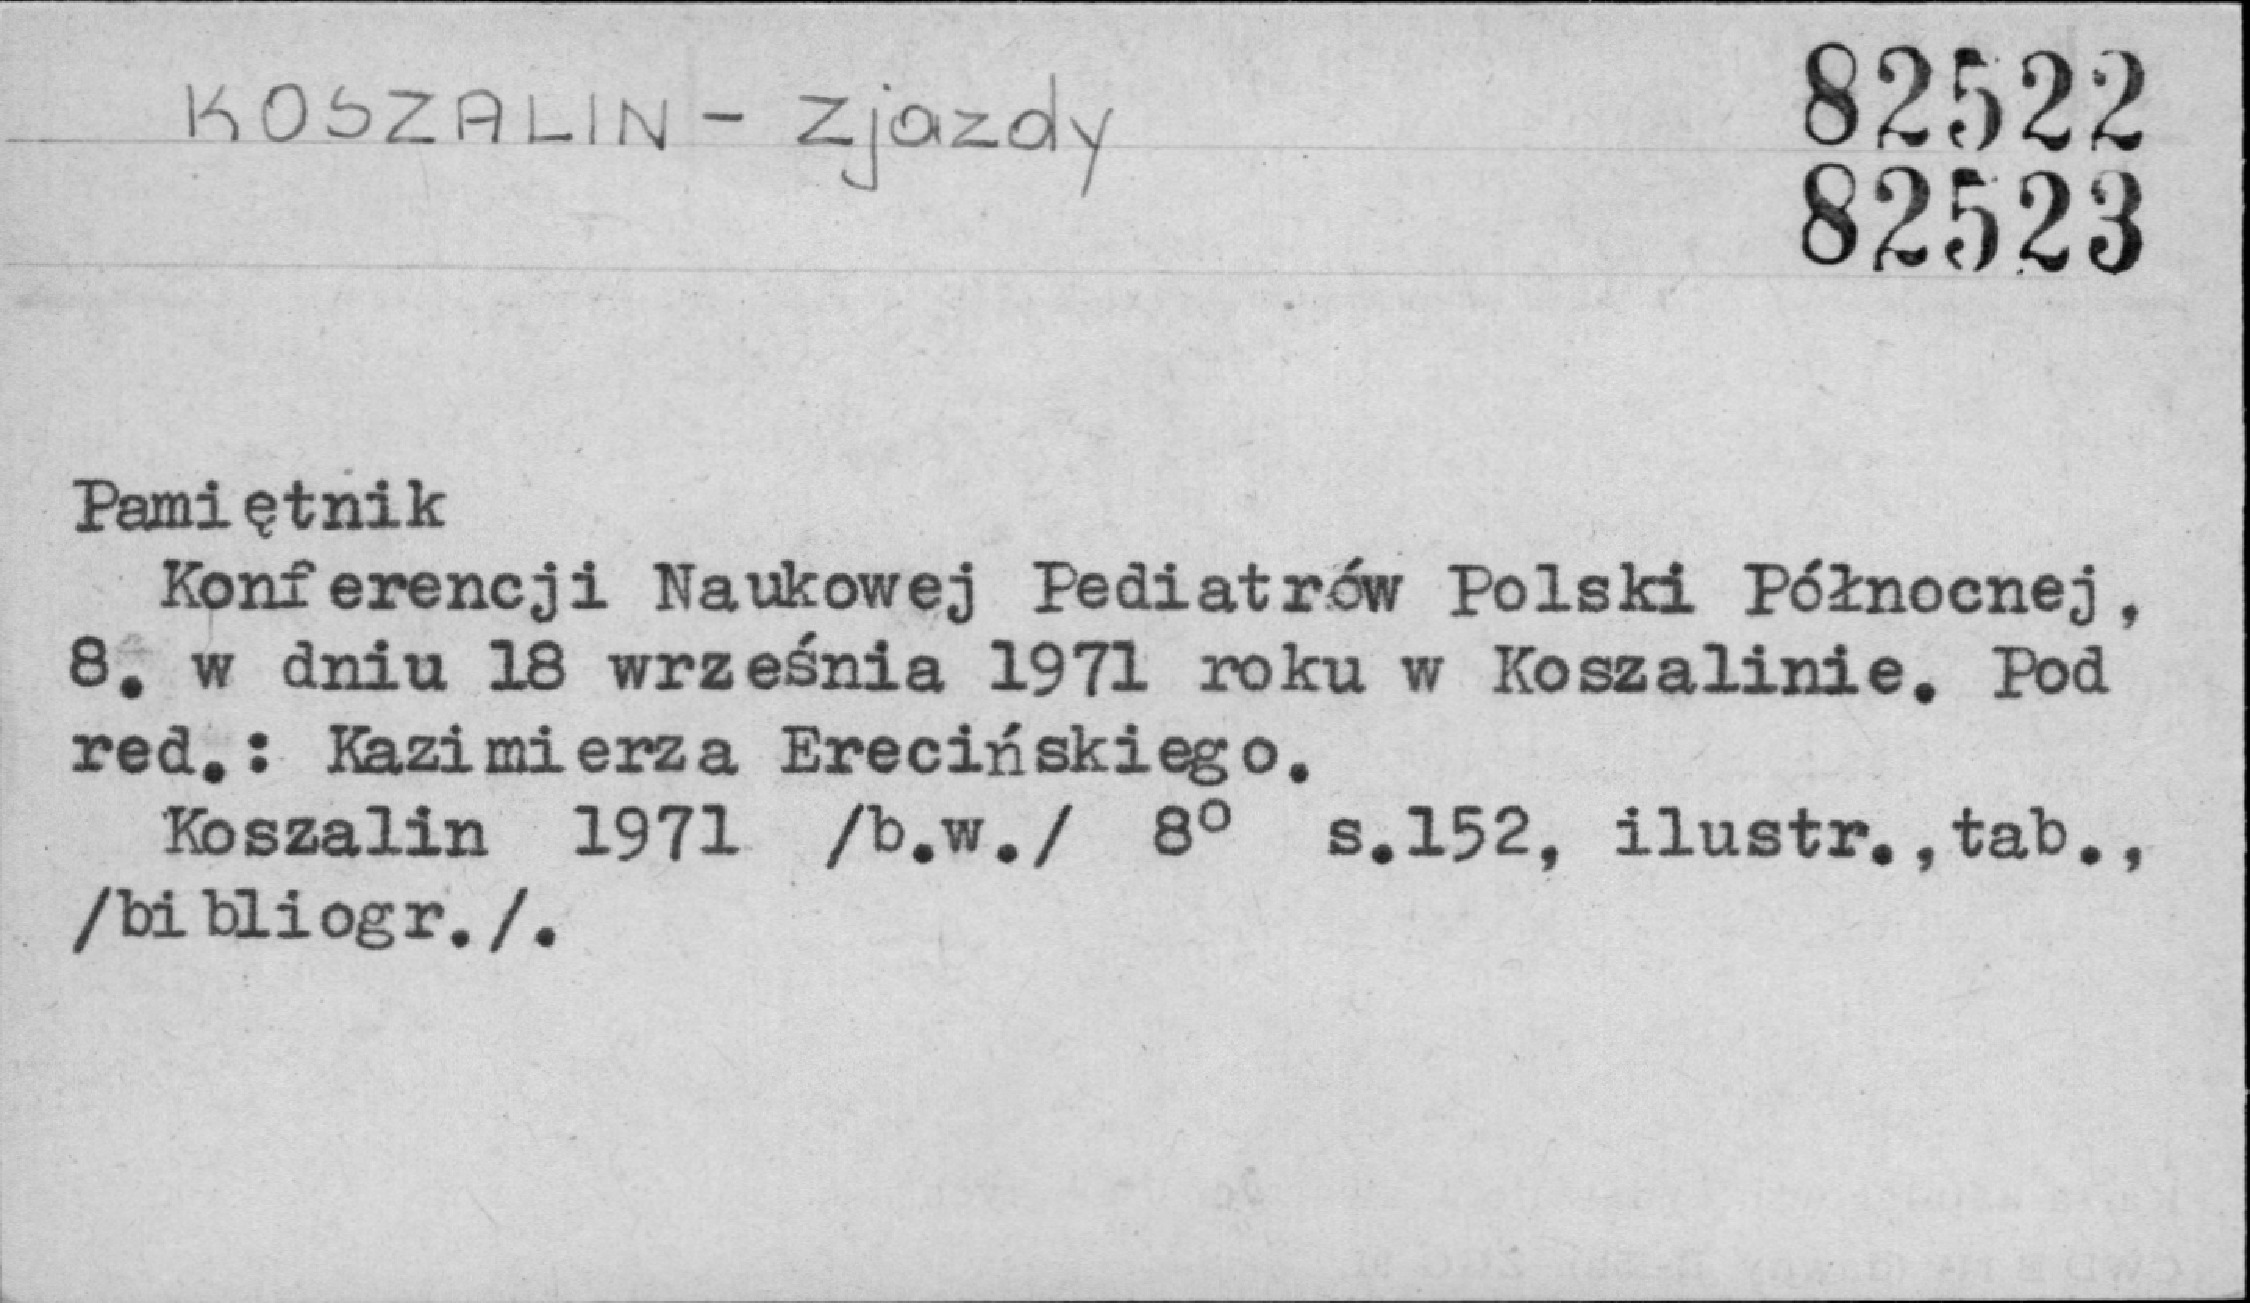 KOSZALIN - Zjazdy
82522
82523
Pamiętnik
Konferencji Naukowej Pediatrów Polski Północnej,
8. w dniu 18 września 1971 roku w Koszalinie. Pod
red.: Kazimierza Erecińskiego.
Koszalin 1971 /b.w./ 8° s.152, ilustr.,tab.,
/bibliogr./.